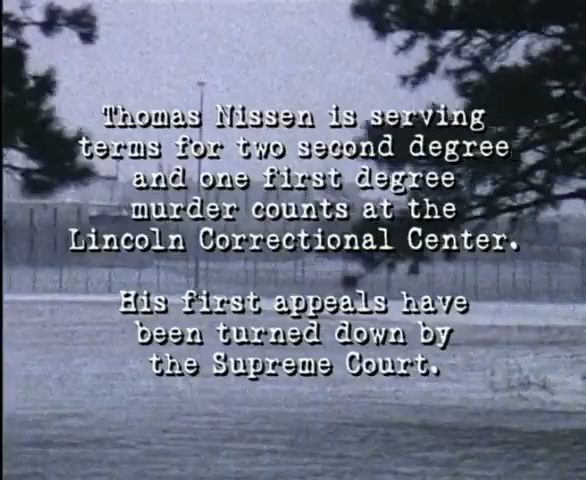 Thomas Nissen is serving
terms for two second degree
and one first degree
murder counts at the
Lincoln Correctional Center.
His first appeals have
been turned down by
the Supreme Court.